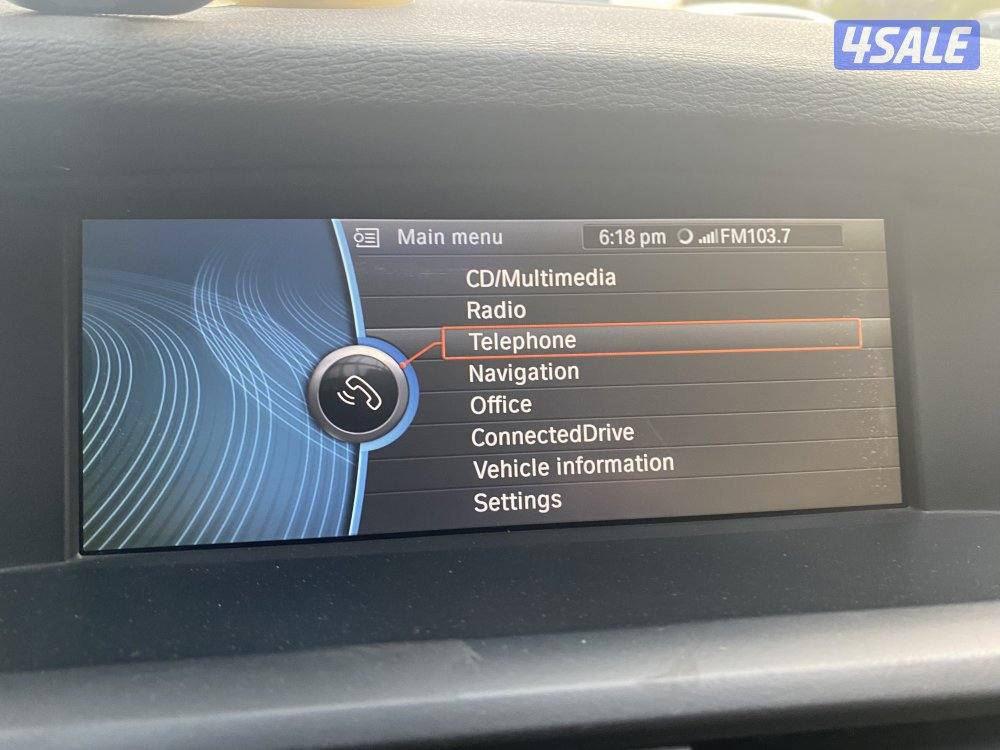 4SALE
Main menu 6:18 pm FM103.7
CD/Multimedia
Radio
Telephone
Navigation
Office
ConnectedDrive
Vehicle information
Settings